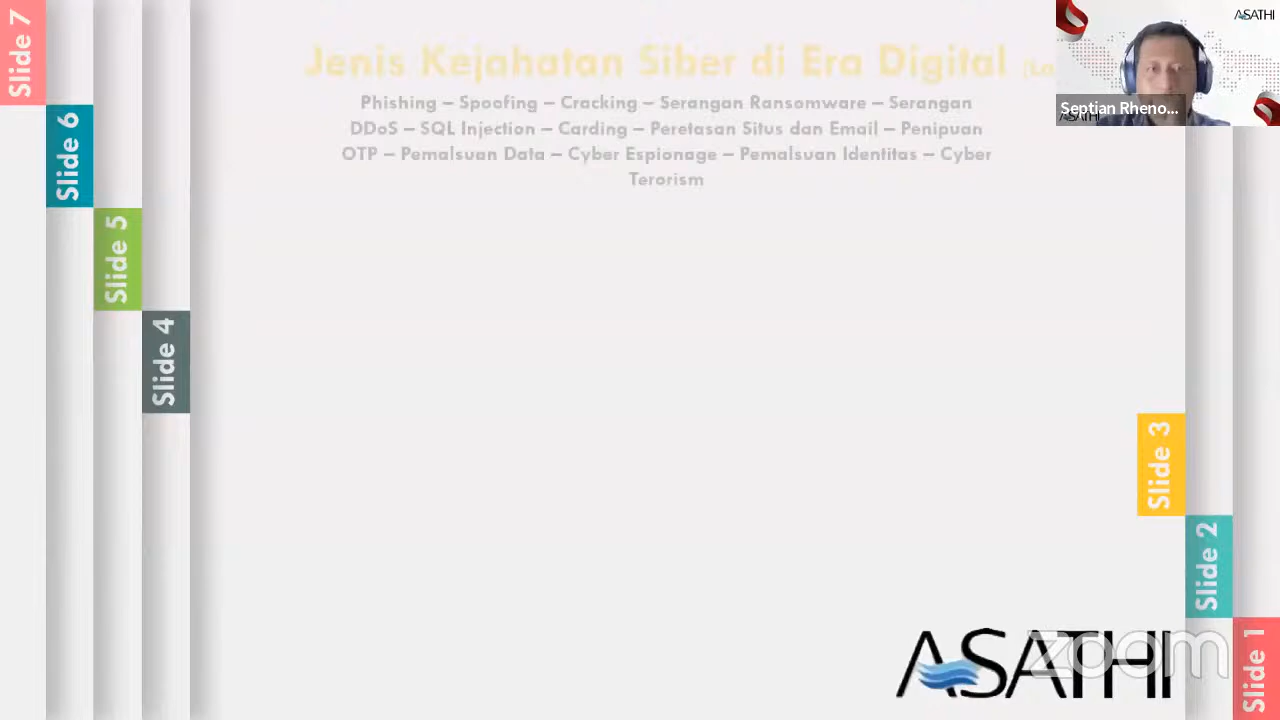 Slide 7
Slide 6
Slide 5
Slide 4
Jenis Kejahatan Siber di Era Digital
Phishing – Spoofing – Cracking – Serangan Ransomware – Serangan
DDoS – SQL Injection – Carding – Peretasan Situs dan Email – Penipuan
OTP – Pemalsuan Data – Cyber Espionage – Pemalsuan Identitas – Cyber
Terorism
ASATHI
Septian Rheno...
ASATHI
Slide 3
Slide 2
Slide 1
ASATHI
zoom